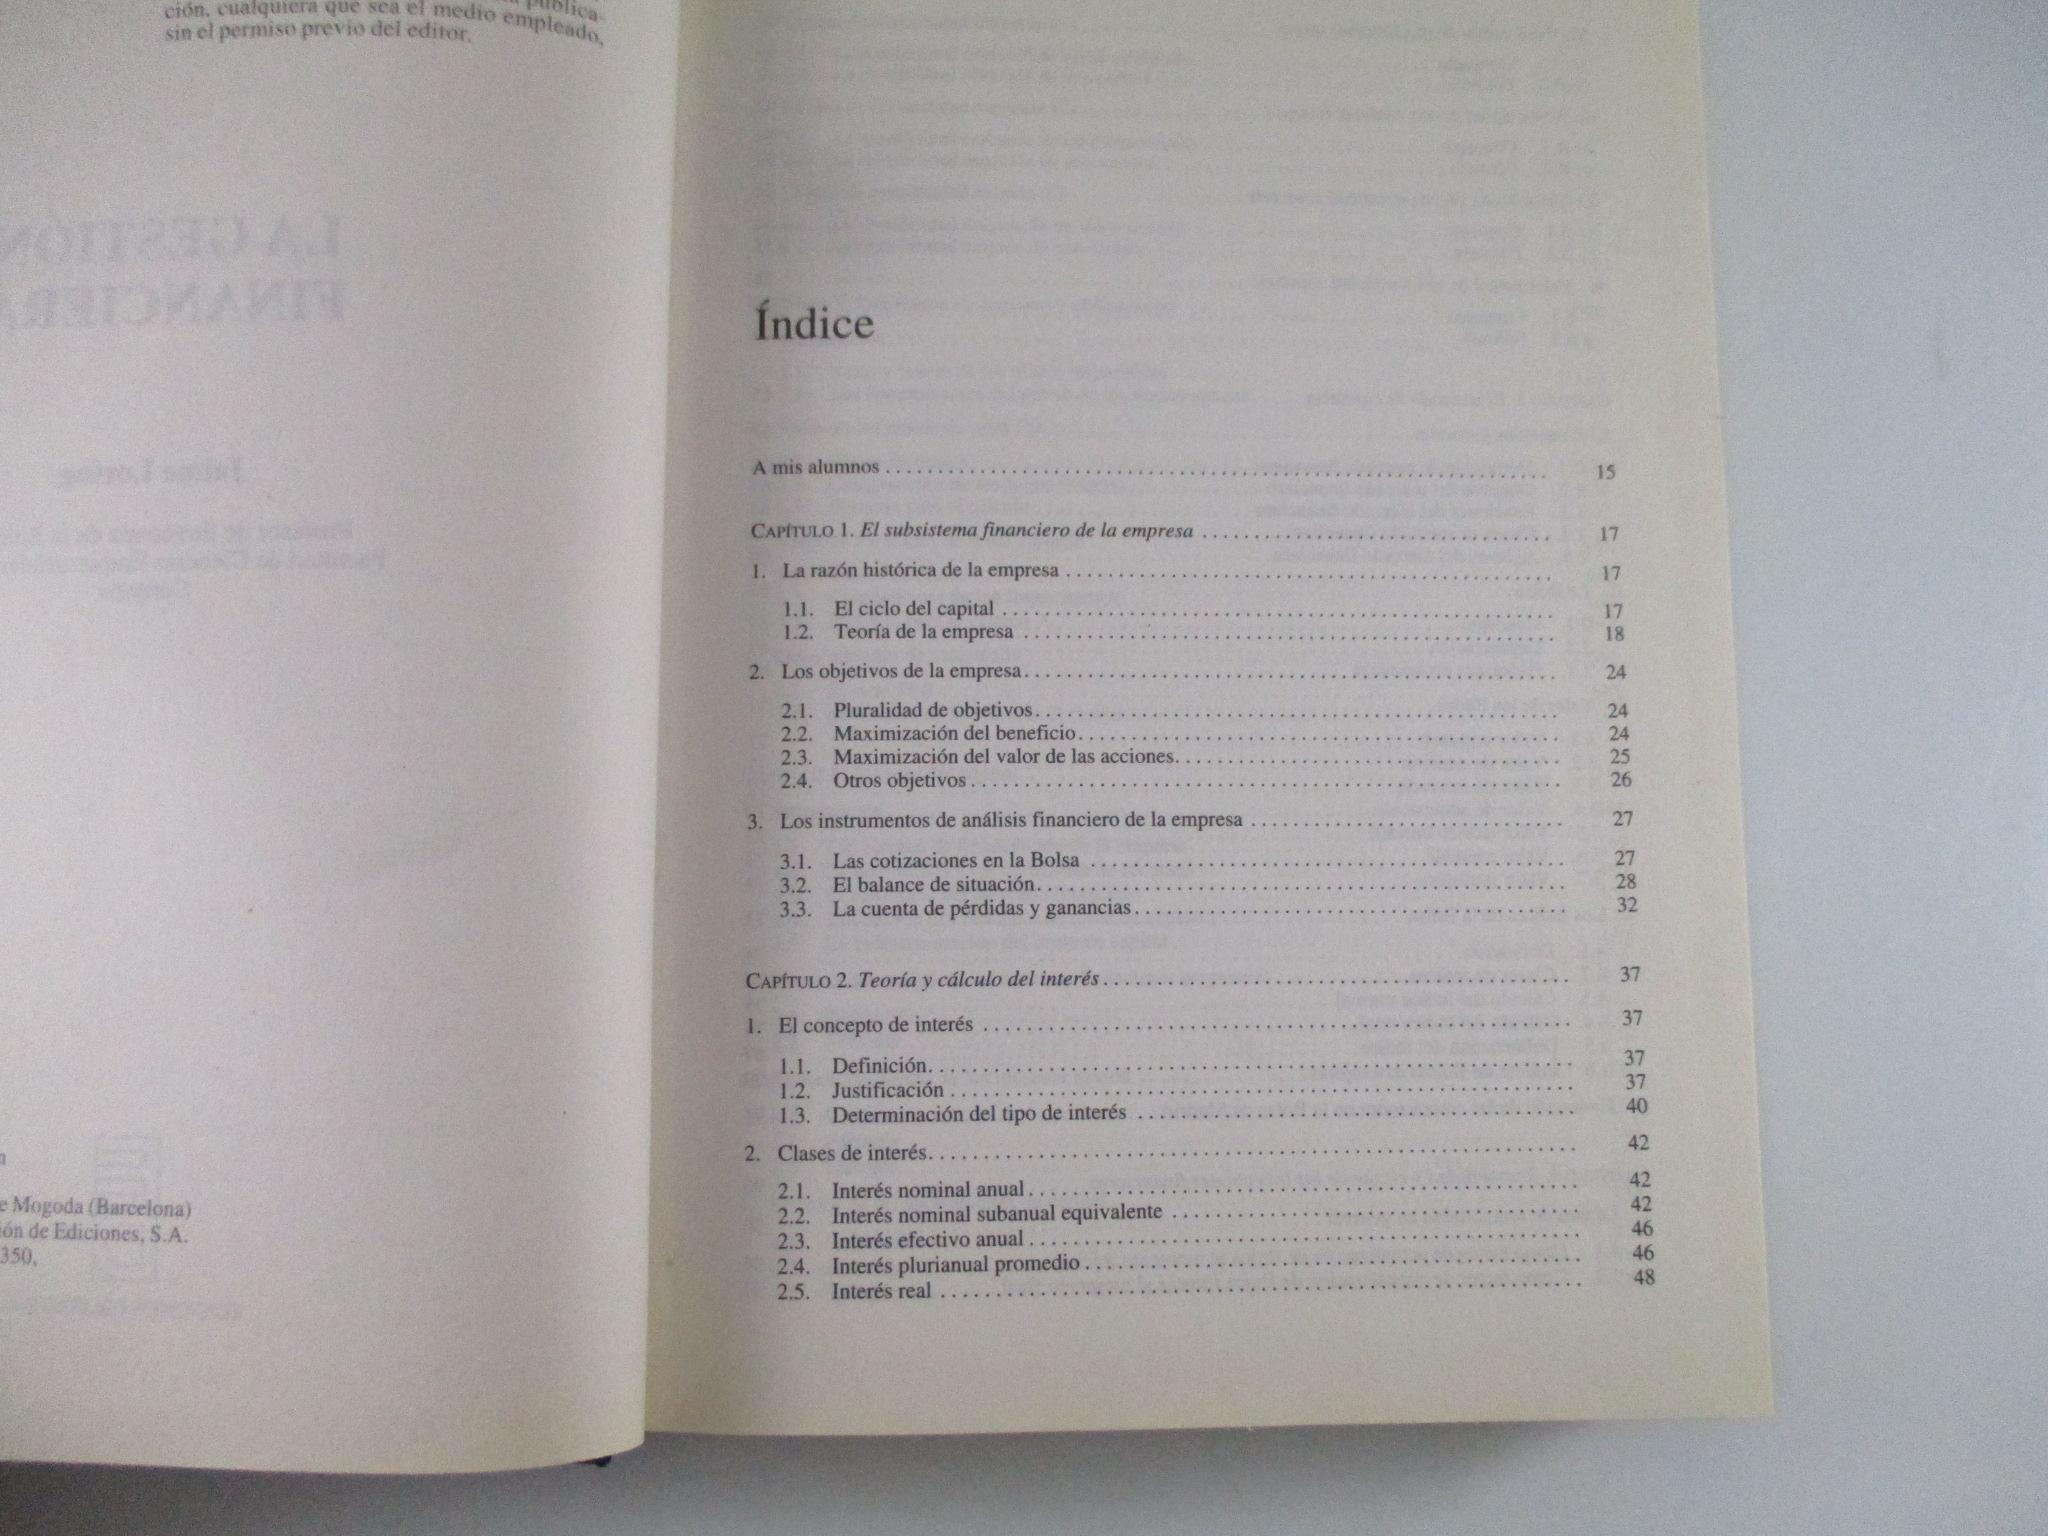 publica-
ción, cualquiera que sea el medio empleado,
sin el permiso previo del editor.
LA GESTIÓN
FINANCIERA
e Mogoda (Barcelona)
ión de Ediciones, S.A.
350,
Índice
A mis alumnos . . . . . . . . . . 15
CAPÍTULO 1. El subsistema financiero de la empresa . . . . . . . . . . 17
1. La razón histórica de la empresa . . . . . . . . . . 17
1.1. El ciclo del capital . . . . . . . . . . 17
1.2. Teoría de la empresa . . . . . . . . . . 18
2. Los objetivos de la empresa . . . . . . . . . . 24
2.1. Pluralidad de objetivos . . . . . . . . . . 24
2.2. Maximización del beneficio . . . . . . . . . . 24
2.3. Maximización del valor de las acciones . . . . . . . . . . 25
2.4. Otros objetivos . . . . . . . . . . 26
3. Los instrumentos de análisis financiero de la empresa . . . . . . . . . . 27
3.1. Las cotizaciones en la Bolsa . . . . . . . . . . 27
3.2. El balance de situación . . . . . . . . . . 28
3.3. La cuenta de pérdidas y ganancias . . . . . . . . . . 32
CAPÍTULO 2. Teoría y cálculo del interés . . . . . . . . . . 37
1. El concepto de interés . . . . . . . . . . 37
1.1. Definición . . . . . . . . . . 37
1.2. Justificación . . . . . . . . . . 37
1.3. Determinación del tipo de interés . . . . . . . . . . 40
2. Clases de interés . . . . . . . . . . 42
2.1. Interés nominal anual . . . . . . . . . . 42
2.2. Interés nominal subanual equivalente . . . . . . . . . . 42
2.3. Interés efectivo anual . . . . . . . . . . 46
2.4. Interés plurianual promedio . . . . . . . . . . 46
2.5. Interés real . . . . . . . . . . 48